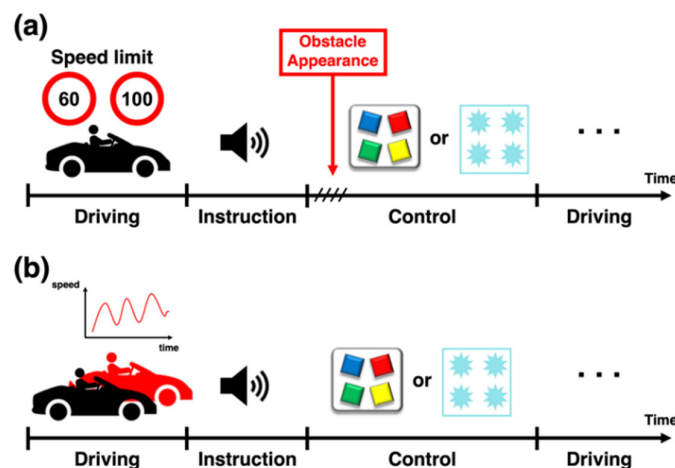 (a)
Speed limit
60
100
Obstacle
Appearance
or
. . .
Time
Driving
Instruction
Control
Driving
(b)
speed
time
or
. . .
Time
Driving
Instruction
Control
Driving